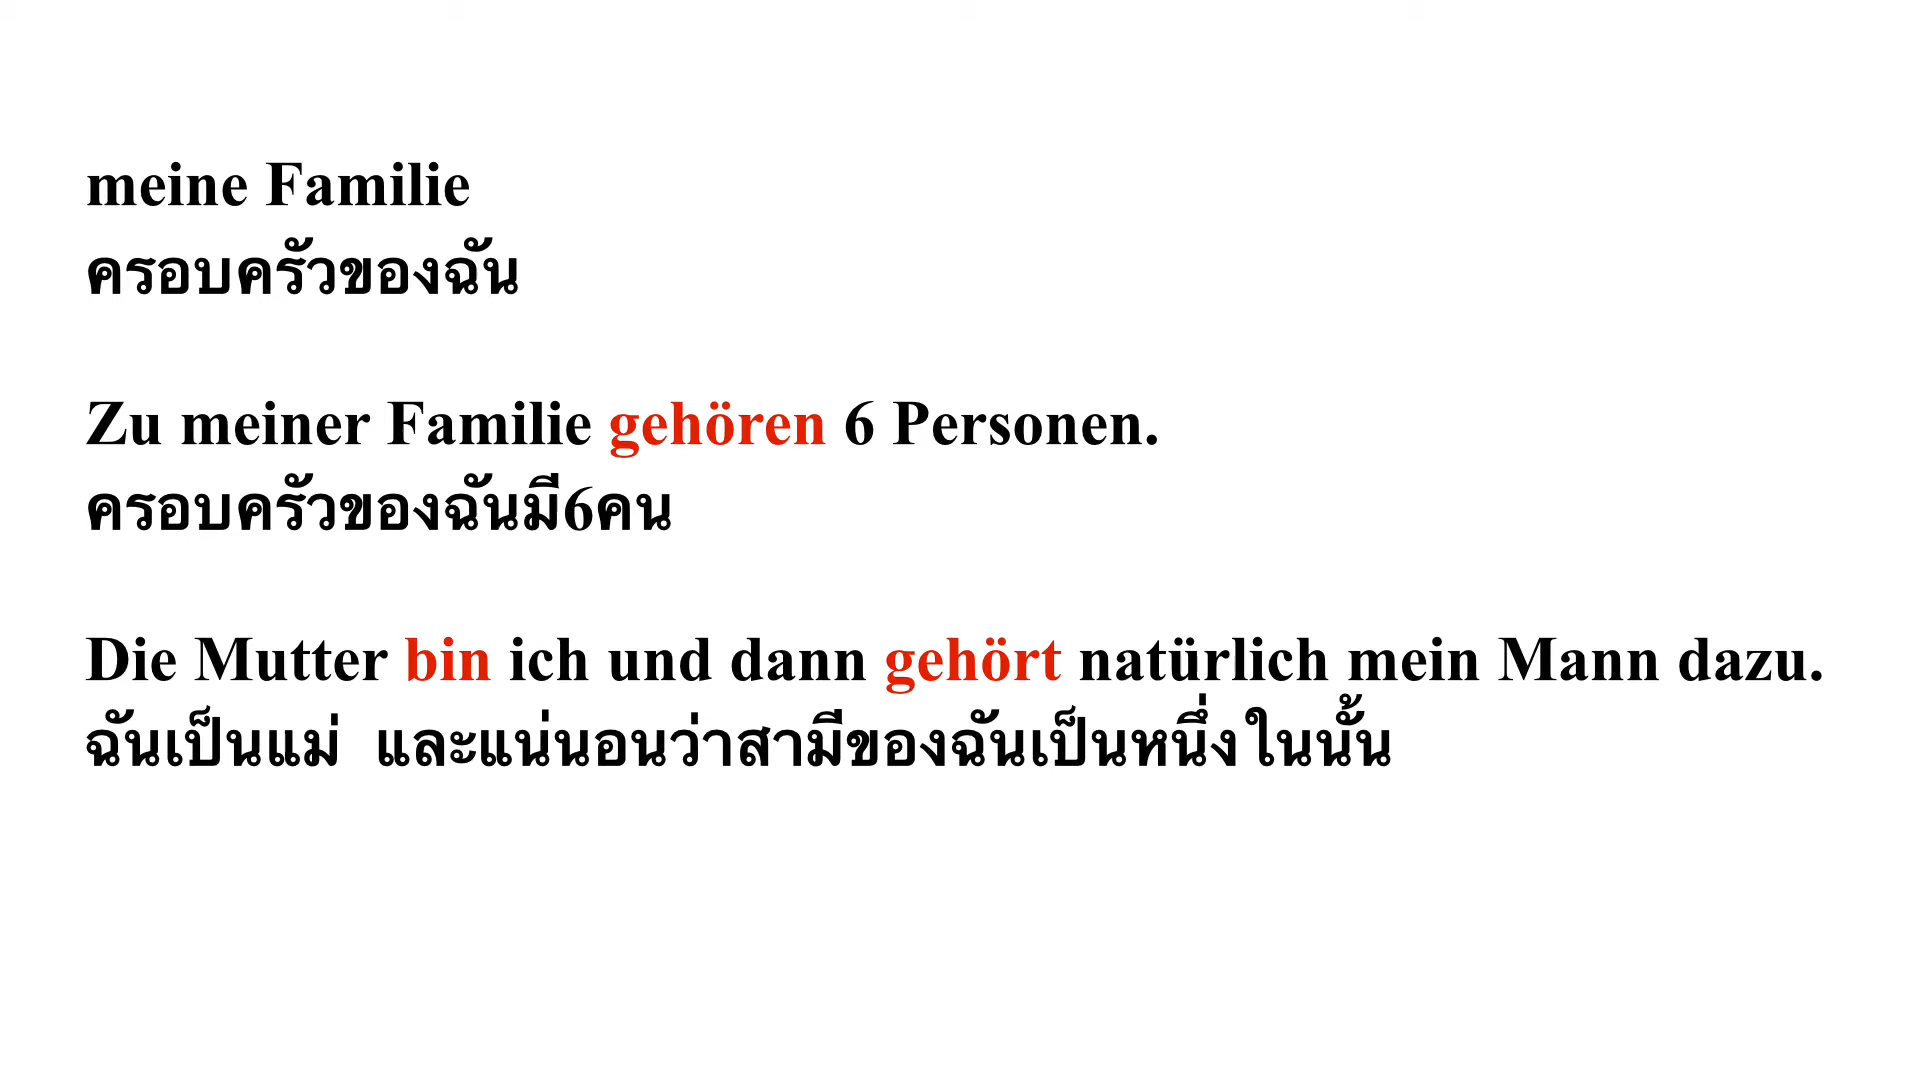 meine Familie
ครอบครัวของฉัน
Zu meiner Familie gehören 6 Personen.
ครอบครัวของฉันมี6คน
Die Mutter bin ich und dann gehört natürlich mein Mann dazu.
ฉันเป็นแม่ และแน่นอนว่าสามีของฉันเป็นหนึ่งในนั้น